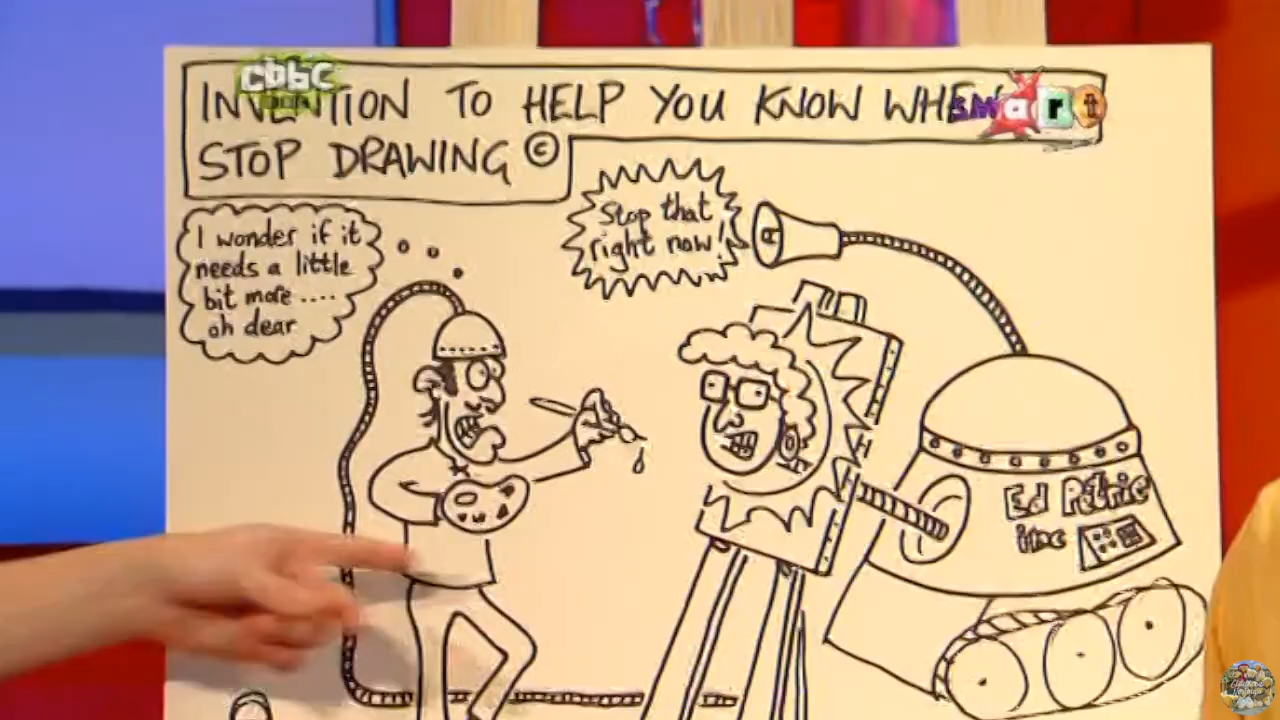 cbbc
INVENTION TO HELP YOU KNOW WHEN
smart
STOP DRAWING ©
I wonder if it
needs a little
bit more ....
oh dear
Stop that
right now!
Ed Petrie
inc